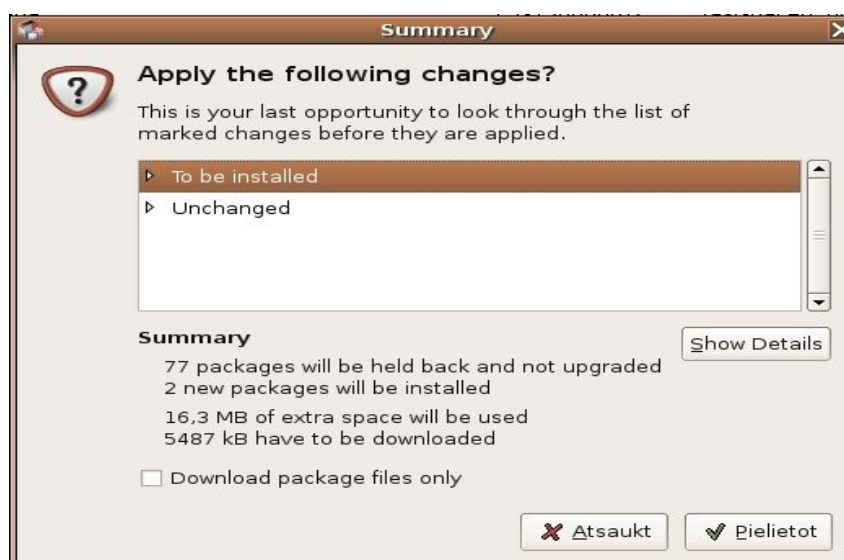 Summary
Apply the following changes?
This is your last opportunity to look through the list of
marked changes before they are applied.
To be installed
Unchanged
Summary
Show Details
77 packages will be held back and not upgraded
2 new packages will be installed
16,3 MB of extra space will be used
5487 kB have to be downloaded
Download package files only
Atsaukt
Pielietot